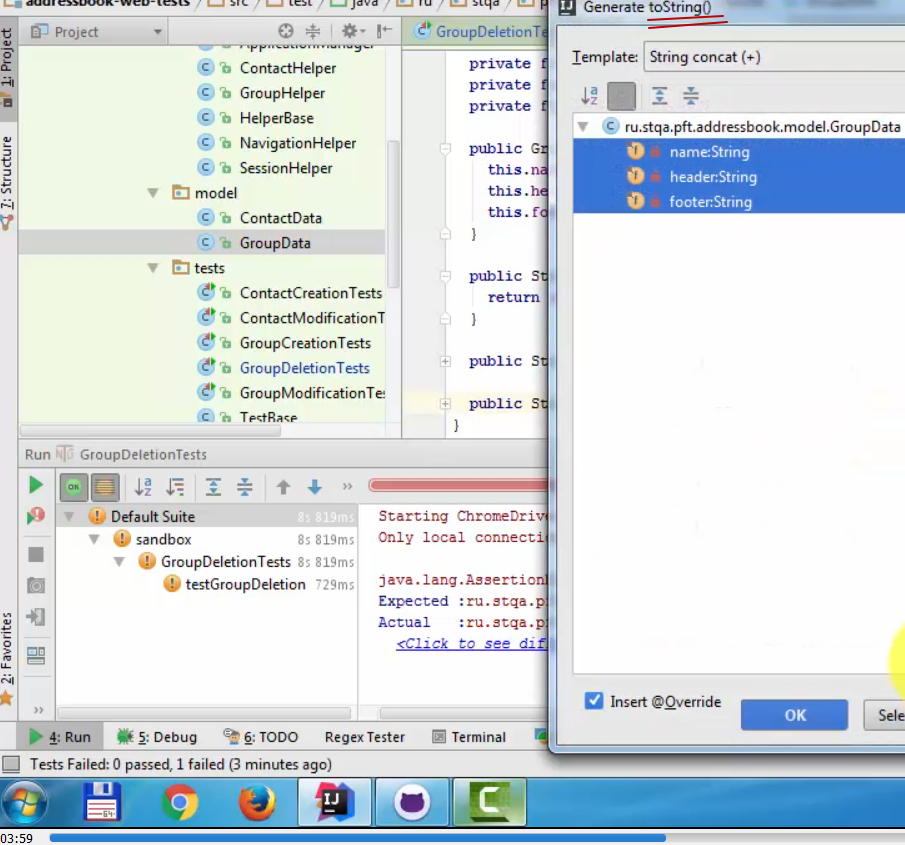 addressbook-web-tests
src
test
java
ru
stqa
Generate toString()
1: Project
Project
GroupDeletionTe
Template: String concat (+)
ApplicationManager
ContactHelper
GroupHelper
HelperBase
NavigationHelper
SessionHelper
model
ContactData
GroupData
tests
ContactCreationTests
ContactModificationT
GroupCreationTests
GroupDeletionTests
GroupModificationTes
TestBase
7: Structure
private f
private f
private f
public Gr
this.na
this.he
this.fo
}
public St
return
}
public St
public St
}
ru.stqa.pft.addressbook.model.GroupData
name:String
header:String
footer:String
Run GroupDeletionTests
OK
Default Suite 8s 819ms
sandbox 8s 819ms
GroupDeletionTests 8s 819ms
testGroupDeletion 729ms
Starting ChromeDrive
Only local connectio
java.lang.Assertion
Expected :ru.stqa.p
Actual :ru.stqa.p
<Click to see dif
2: Favorites
Insert @Override
OK
Sele
4: Run
5: Debug
6: TODO
Regex Tester
Terminal
Tests Failed: 0 passed, 1 failed (3 minutes ago)
03:59